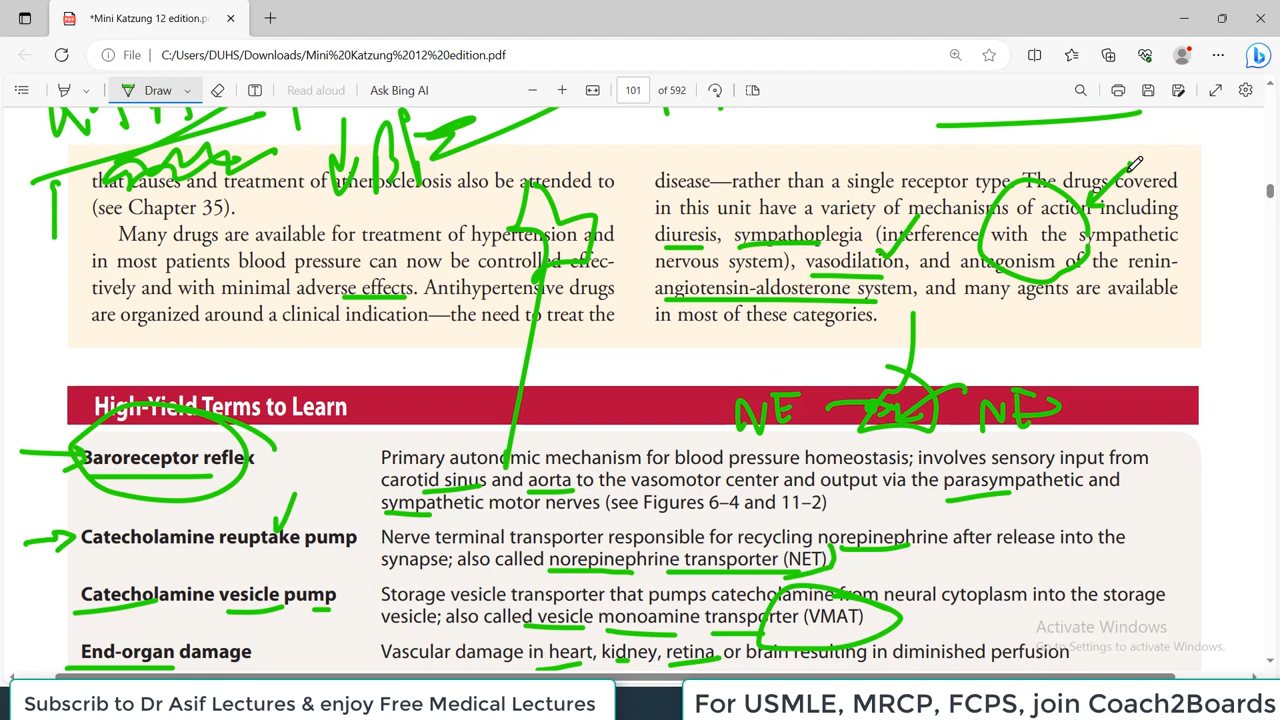 *Mini Katzung 12 edition.p
File
C:/Users/DUHS/Downloads/Mini%20Katzung%2012%20edition.pdf
Draw
Read aloud
Ask Bing AI
101
of 592
that causes and treatment of atherosclerosis also be attended to
(see Chapter 35).
Many drugs are available for treatment of hypertension and
in most patients blood pressure can now be controlled effec-
tively and with minimal adverse effects. Antihypertensive drugs
are organized around a clinical indication—the need to treat the
disease—rather than a single receptor type. The drugs covered
in this unit have a variety of mechanisms of action including
diuresis, sympathoplegia (interference with the sympathetic
nervous system), vasodilation, and antagonism of the renin-
angiotensin-aldosterone system, and many agents are available
in most of these categories.
High-Yield Terms to Learn
NE
NE
Baroreceptor reflex
Primary autonomic mechanism for blood pressure homeostasis; involves sensory input from
carotid sinus and aorta to the vasomotor center and output via the parasympathetic and
sympathetic motor nerves (see Figures 6–4 and 11–2)
Catecholamine reuptake pump
Nerve terminal transporter responsible for recycling norepinephrine after release into the
synapse; also called norepinephrine transporter (NET)
Catecholamine vesicle pump
Storage vesicle transporter that pumps catecholamine from neural cytoplasm into the storage
vesicle; also called vesicle monoamine transporter (VMAT)
End-organ damage
Vascular damage in heart, kidney, retina, or brain resulting in diminished perfusion
Activate Windows
Go to Settings to activate Windows.
Subscrib to Dr Asif Lectures & enjoy Free Medical Lectures
For USMLE, MRCP, FCPS, join Coach2Boards